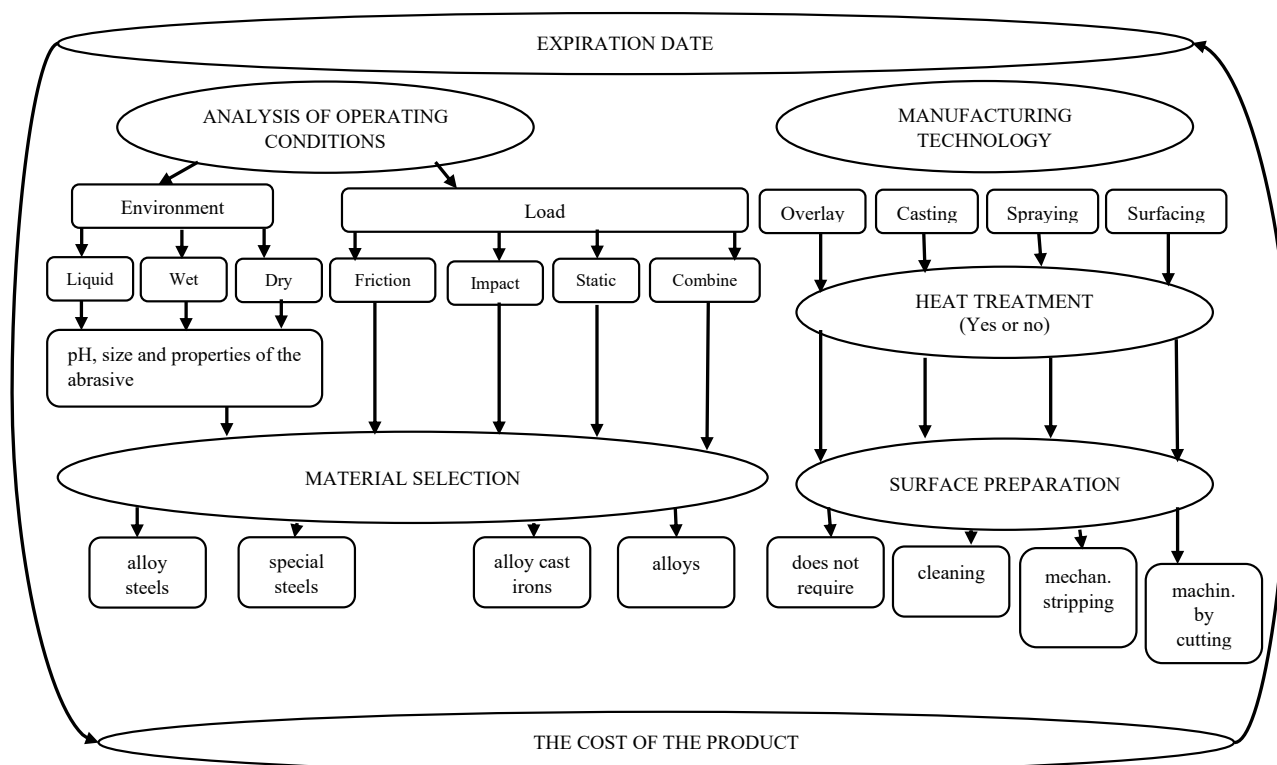 EXPIRATION DATE
ANALYSIS OF OPERATING
CONDITIONS
MANUFACTURING
TECHNOLOGY
Environment
Load
Overlay
Casting
Spraying
Surfacing
Liquid
Wet
Dry
Friction
Impact
Static
Combine
HEAT TREATMENT
(Yes or no)
pH, size and properties of the
abrasive
MATERIAL SELECTION
SURFACE PREPARATION
alloy
steels
special
steels
alloy cast
irons
alloys
does not
require
cleaning
mechan.
stripping
machin.
by
cutting
THE COST OF THE PRODUCT